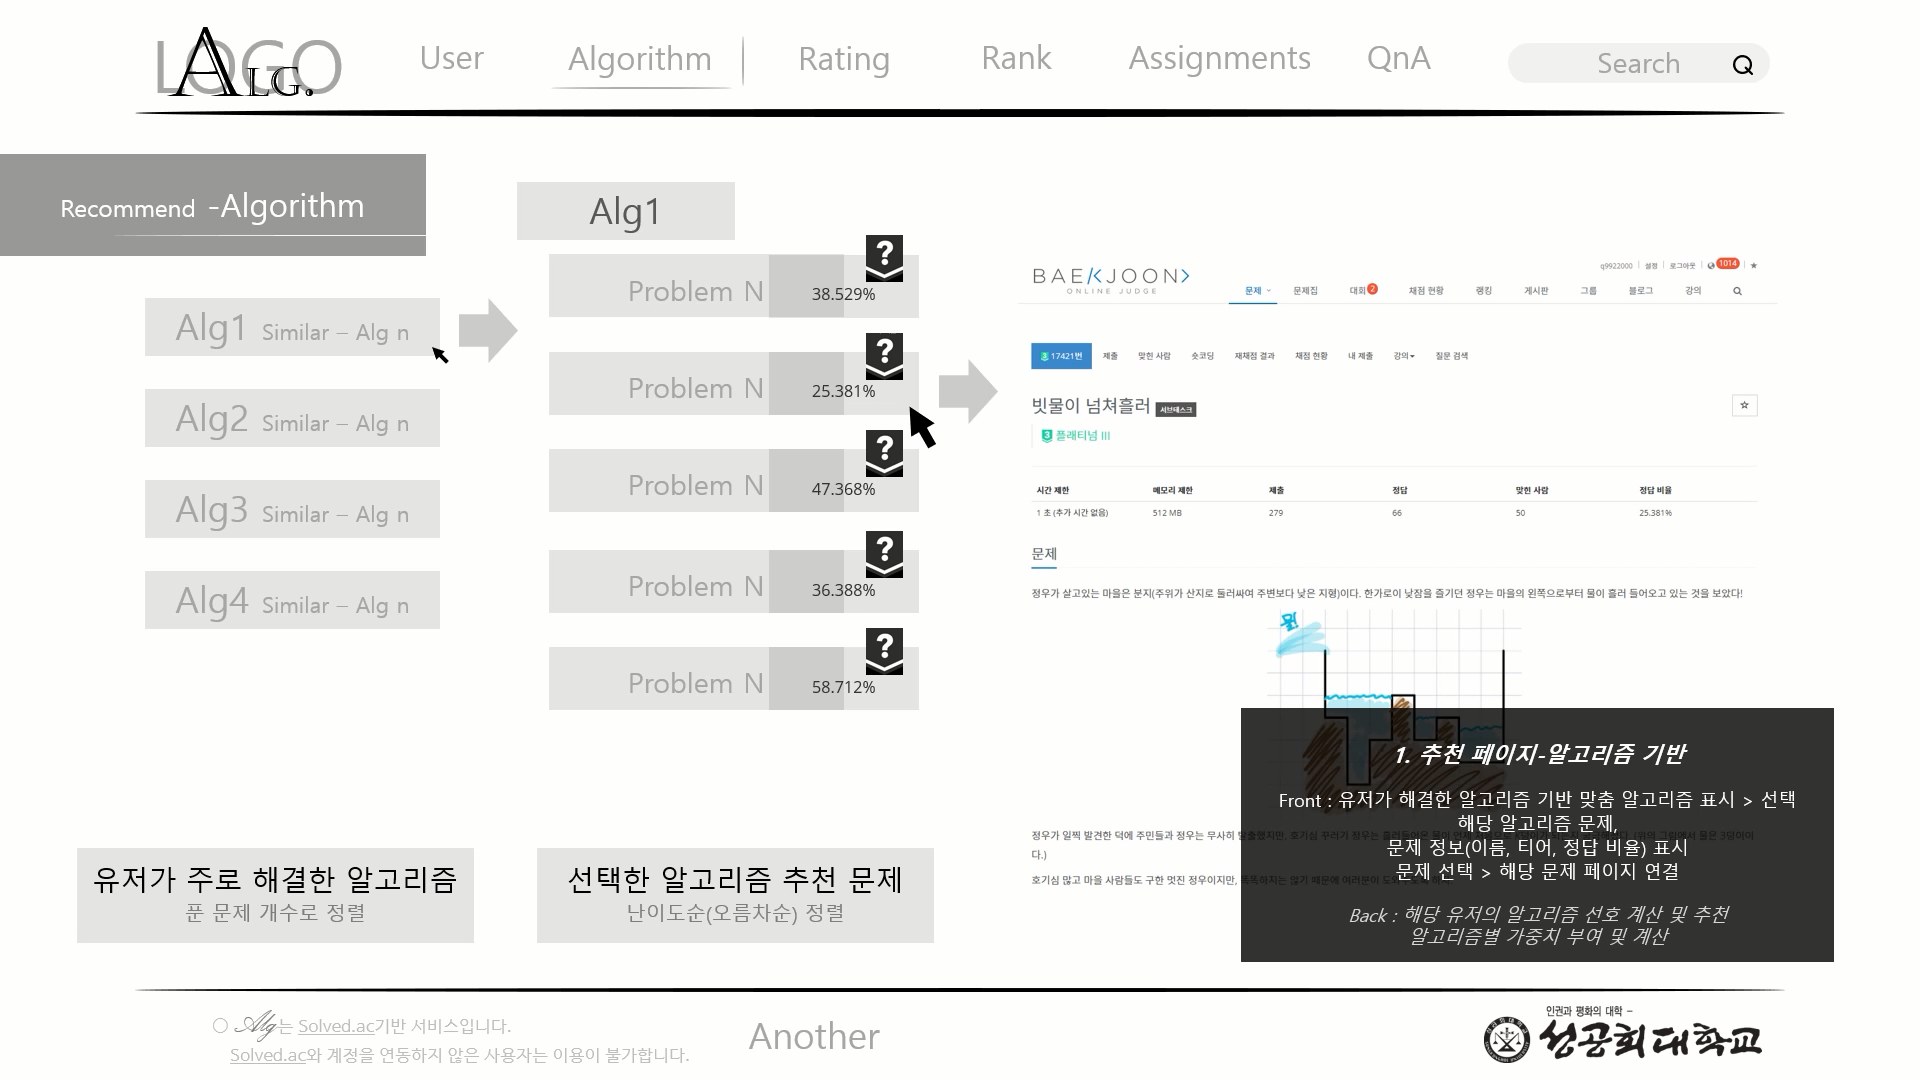 LOGO
ALG.
User
Algorithm
Rating
Rank
Assignments
QnA
Search
Recommend -Algorithm
Alg1 Similar – Alg n
Alg2 Similar – Alg n
Alg3 Similar – Alg n
Alg4 Similar – Alg n
유저가 주로 해결한 알고리즘
푼 문제 개수로 정렬
Alg1
?
Problem N 38.529%
?
Problem N 25.381%
?
Problem N 47.368%
?
Problem N 36.388%
?
Problem N 58.712%
선택한 알고리즘 추천 문제
난이도순(오름차순) 정렬
q9922000 설정 로그아웃 1014
BAEKJOON>
ONLINE JUDGE
문제 문제집 대회 2 채점 현황 랭킹 게시판 그룹 블로그 강의
3 17421번 제출 맞힌 사람 숏코딩 재채점 결과 채점 현황 내 제출 강의 질문 검색
빗물이 넘쳐흘러 서브태스크
3 플래티넘 III
시간 제한 메모리 제한 제출 정답 맞힌 사람 정답 비율
1 초 (추가 시간 없음) 512 MB 279 66 50 25.381%
문제
정우가 살고있는 마을은 분지(주위가 산지로 둘러싸여 주변보다 낮은 지형)이다. 한가로이 낮잠을 즐기던 정우는 마을의 왼쪽으로부터 물이 흘러 들어오고 있는 것을 보았다!
물!
정우가 일찍 발견한 덕에 주민들과 정우는 무사히
다.)
호기심 많고 마을 사람들도 구한 멋진 정우이지만,
1. 추천 페이지-알고리즘 기반
Front : 유저가 해결한 알고리즘 기반 맞춤 알고리즘 표시 > 선택
해당 알고리즘 문제,
문제 정보(이름, 티어, 정답 비율) 표시
문제 선택 > 해당 문제 페이지 연결
Back : 해당 유저의 알고리즘 선호 계산 및 추천
알고리즘별 가중치 부여 및 계산
○ Alg는 Solved.ac기반 서비스입니다.
Solved.ac와 계정을 연동하지 않은 사용자는 이용이 불가합니다.
Another
인권과 평화의 대학 –
성공회대학교